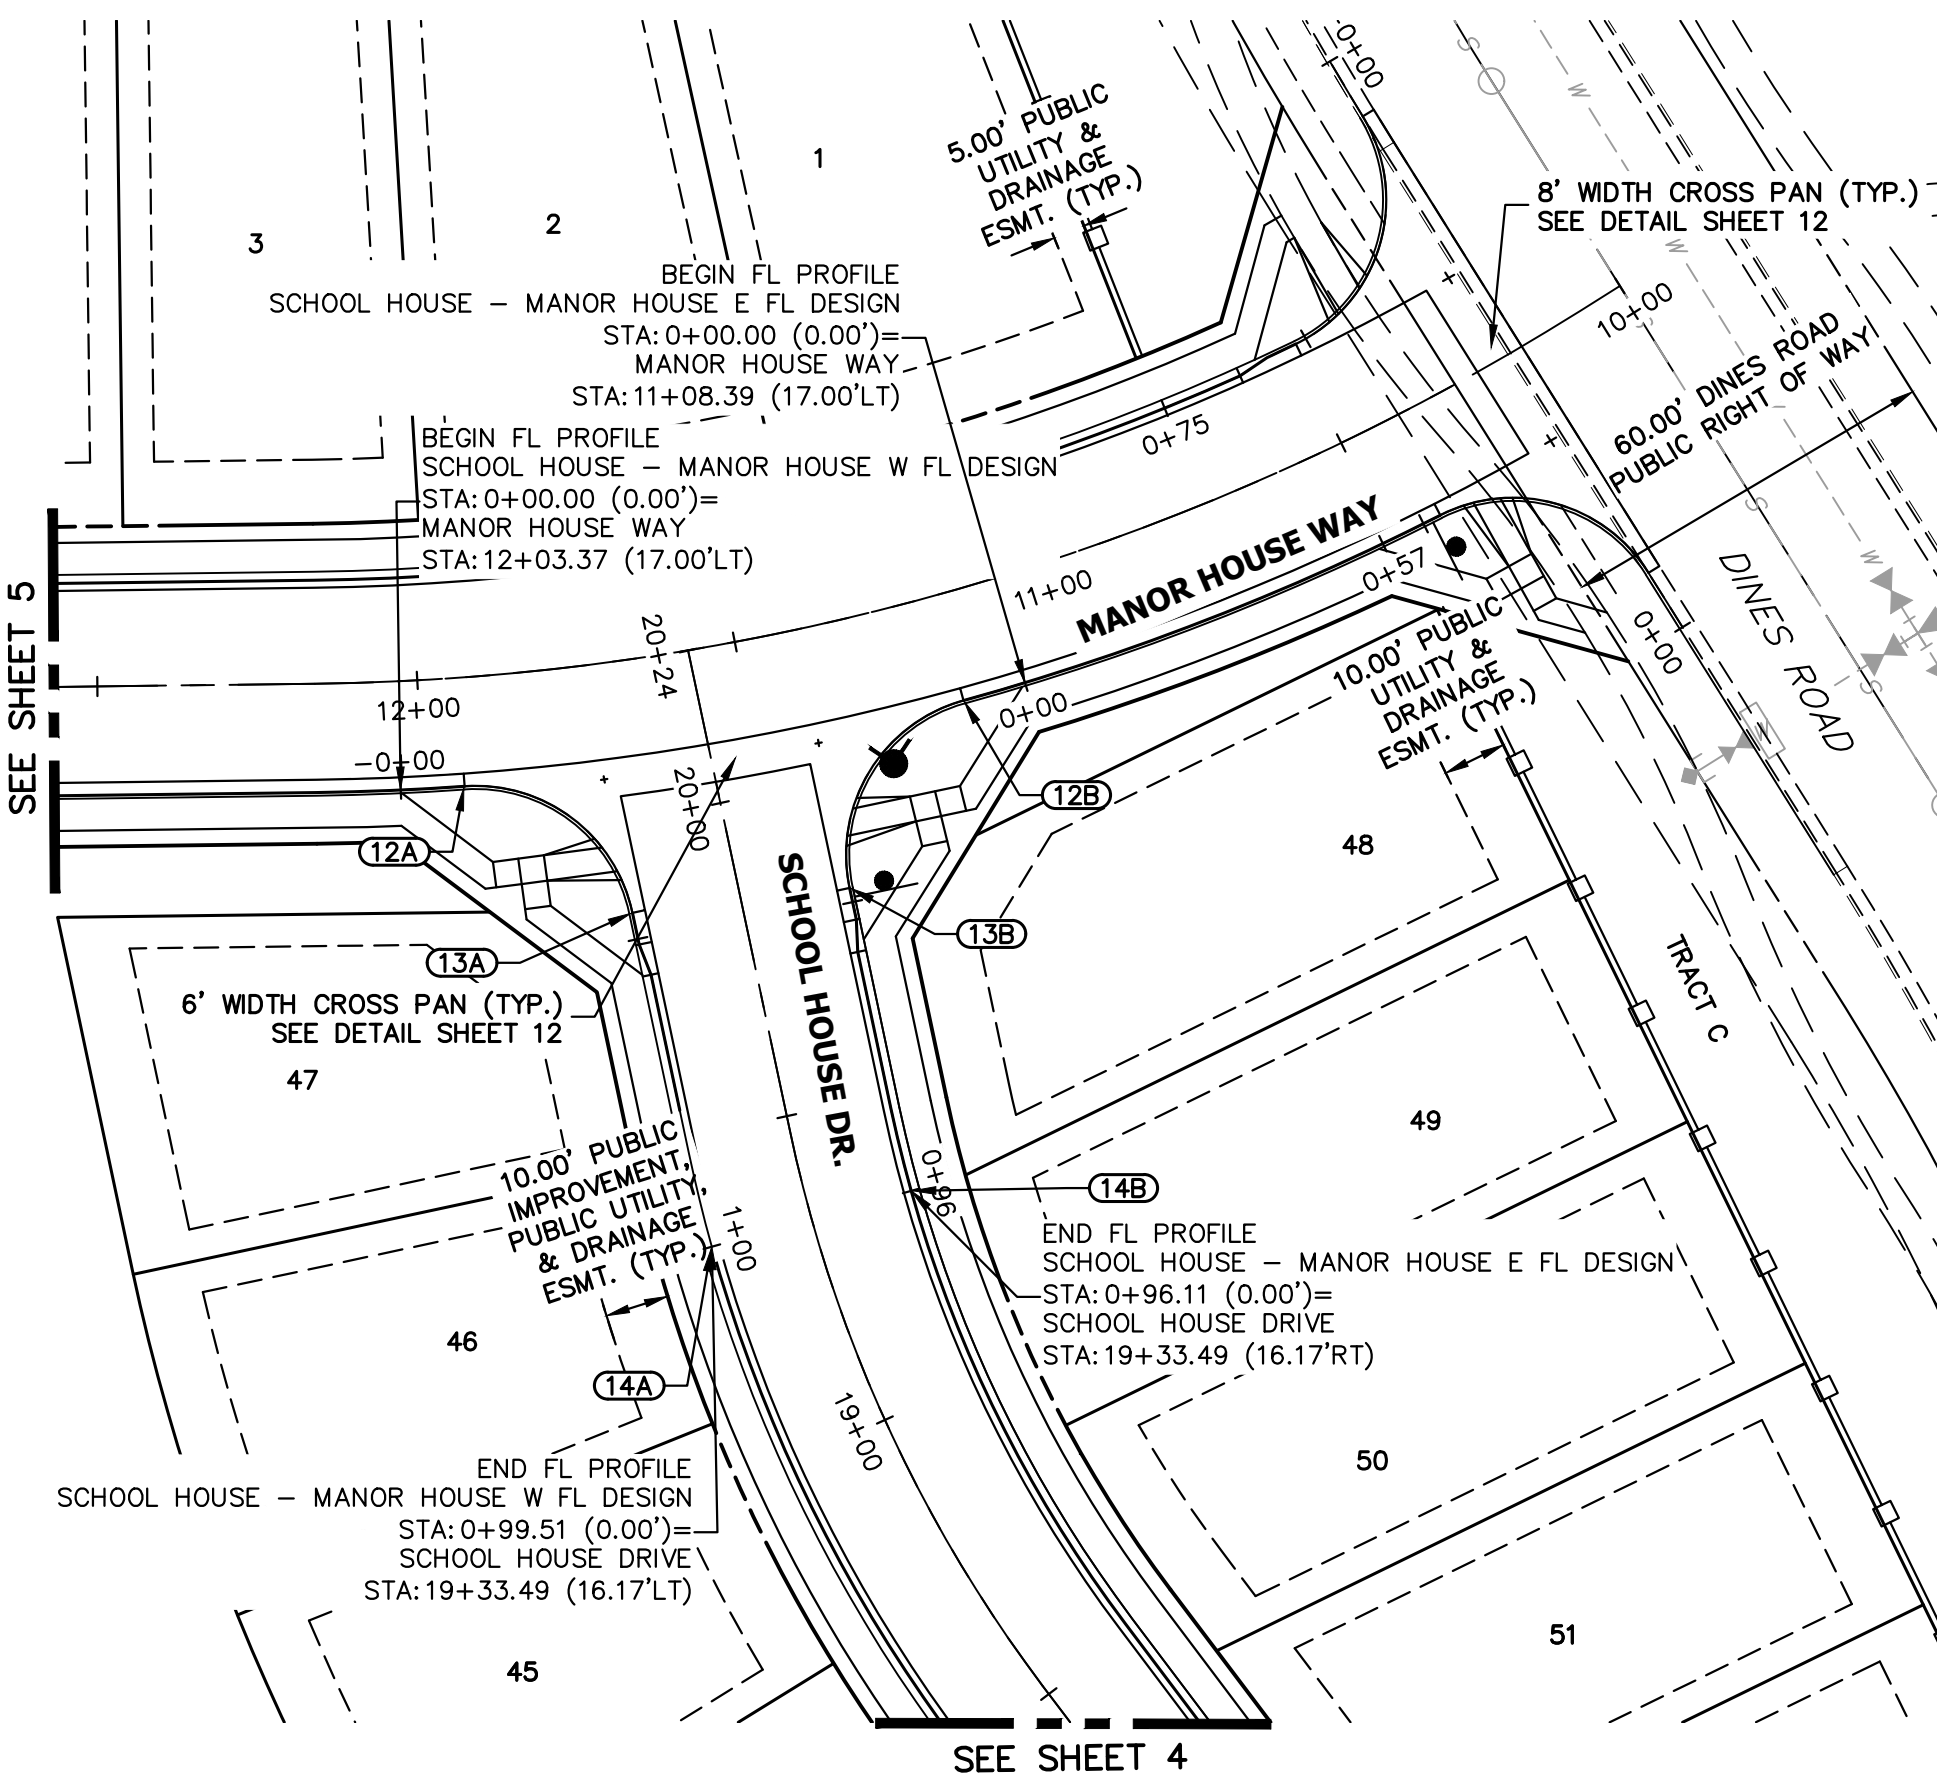 0+00
S
W
5.00' PUBLIC
UTILITY &
DRAINAGE
ESMT. (TYP.)
1
2
3
8' WIDTH CROSS PAN (TYP.)
SEE DETAIL SHEET 12
W
BEGIN FL PROFILE
SCHOOL HOUSE – MANOR HOUSE E FL DESIGN
STA:0+00.00 (0.00')=
MANOR HOUSE WAY
STA:11+08.39 (17.00'LT)
10+00
S
60.00' DINES ROAD
PUBLIC RIGHT OF WAY
BEGIN FL PROFILE
SCHOOL HOUSE – MANOR HOUSE W FL DESIGN
STA:0+00.00 (0.00')=
MANOR HOUSE WAY
STA:12+03.37 (17.00'LT)
0+75
S
W
MANOR HOUSE WAY
0+57
11+00
DINES ROAD
0+00
SEE SHEET 5
20+24
10.00' PUBLIC
UTILITY &
DRAINAGE
ESMT. (TYP.)
S
W
12+00
0+00
-0+00
20+00
12B
12A
48
SCHOOL HOUSE DR.
13B
13A
TRACT C
6' WIDTH CROSS PAN (TYP.)
SEE DETAIL SHEET 12
47
49
10.00' PUBLIC
IMPROVEMENT,
PUBLIC UTILITY,
& DRAINAGE
ESMT. (TYP.)
0+96
14B
1+00
END FL PROFILE
SCHOOL HOUSE – MANOR HOUSE E FL DESIGN
STA:0+96.11 (0.00')=
SCHOOL HOUSE DRIVE
STA:19+33.49 (16.17'RT)
46
14A
19+00
50
END FL PROFILE
SCHOOL HOUSE – MANOR HOUSE W FL DESIGN
STA:0+99.51 (0.00')=
SCHOOL HOUSE DRIVE
STA:19+33.49 (16.17'LT)
51
45
SEE SHEET 4